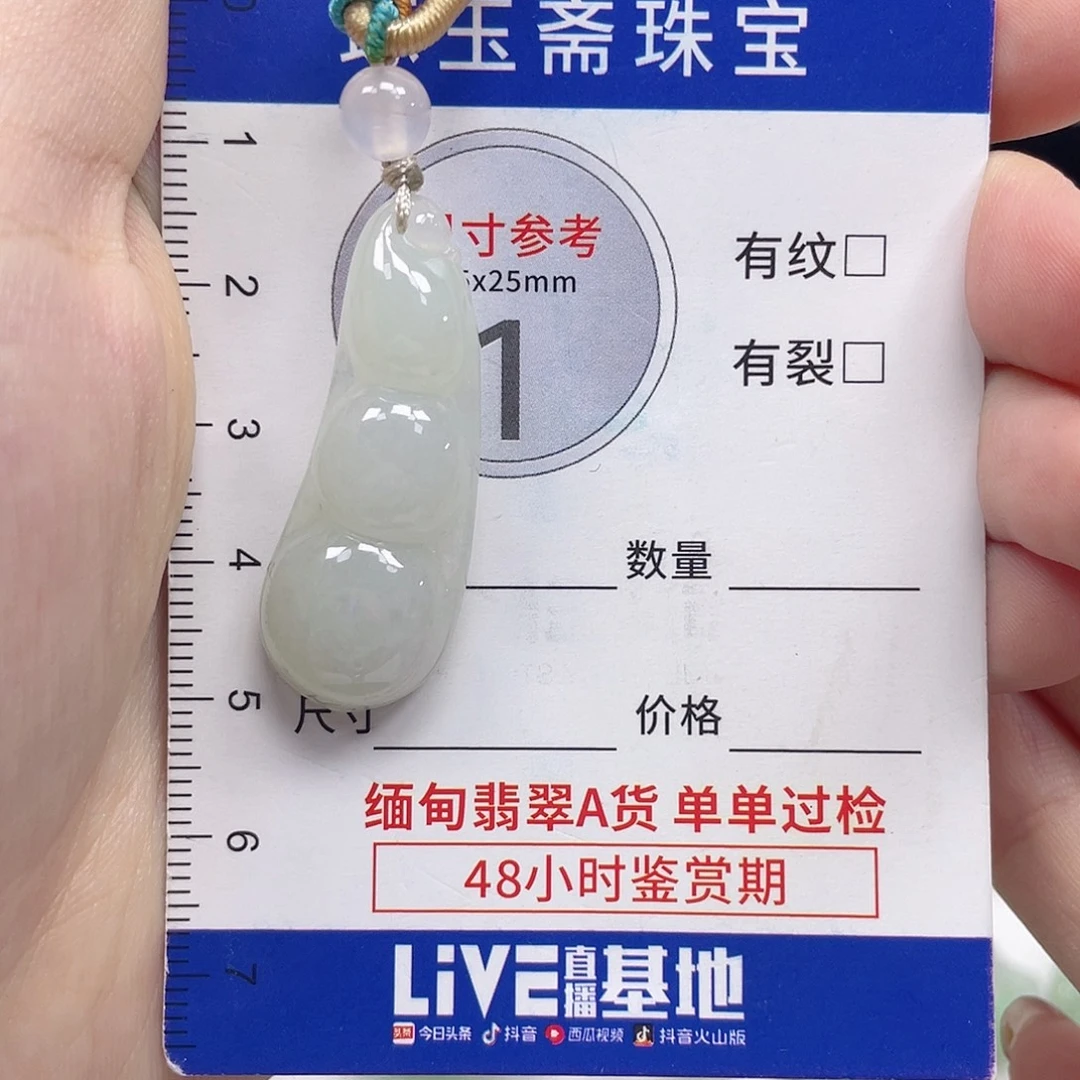 玉斋珠宝
寸参考
x25mm
1
有纹□
有裂□
数量
尺寸
价格
缅甸翡翠A货 单单过检
48小时鉴赏期
LiVE直播基地
今日头条 抖音 西瓜视频 抖音火山版
1
2
3
4
5
6
7